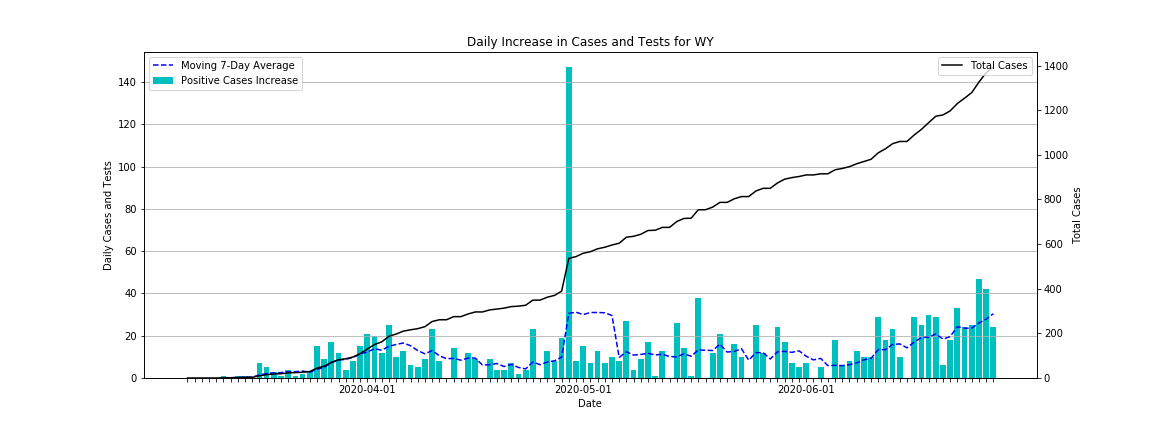 Daily Increase in Cases and Tests for WY
Moving 7-Day Average
Positive Cases Increase
Total Cases
140
120
100
80
60
40
20
0
1400
1200
1000
800
600
400
200
0
Daily Cases and Tests
Total Cases
2020-04-01
2020-05-01
2020-06-01
Date